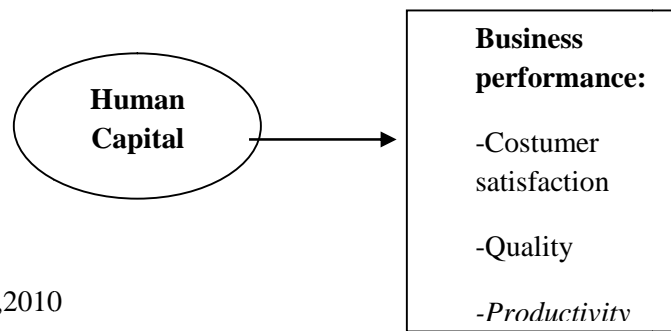 Human
Capital
Business
performance:
-Costumer
satisfaction
-Quality
-Productivity
,2010